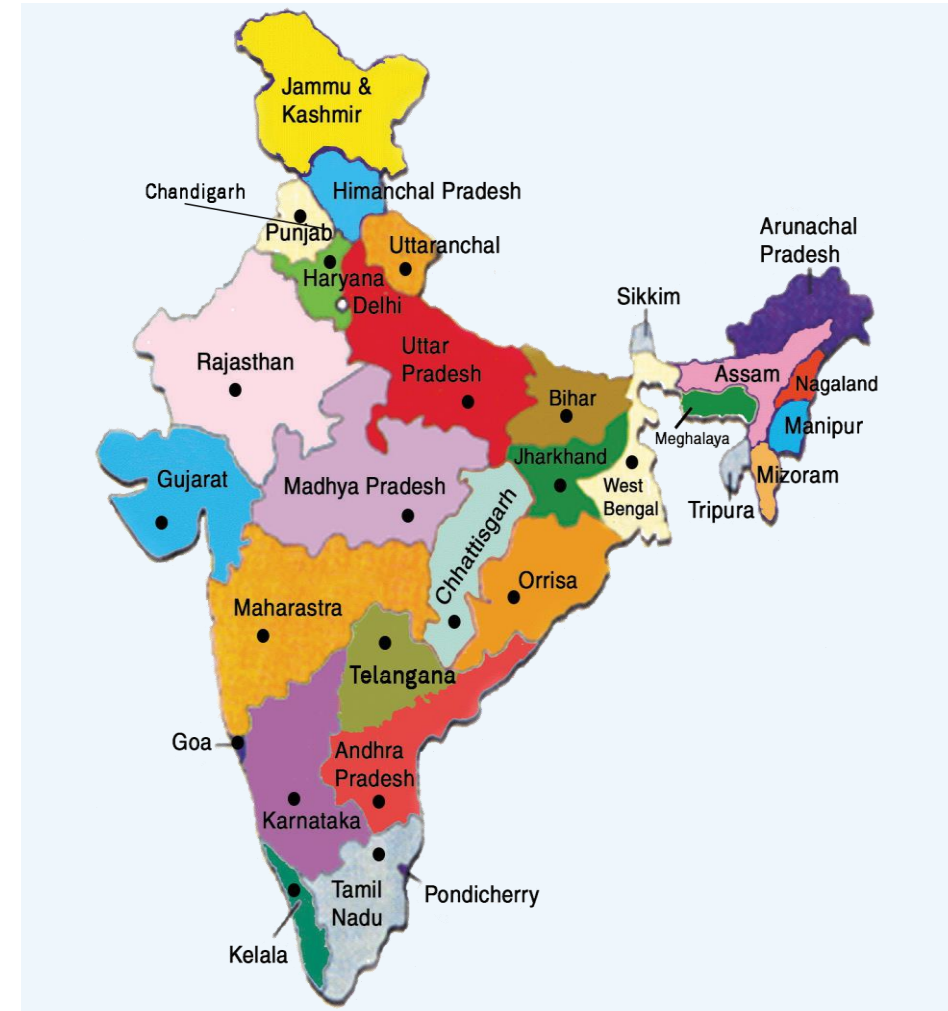 Jammu &
Kashmir
Chandigarh
Himanchal Pradesh
Punjab
Uttaranchal
Haryana
Delhi
Arunachal
Pradesh
Sikkim
Rajasthan
Uttar
Pradesh
Bihar
Assam
Nagaland
Meghalaya
Manipur
Gujarat
Madhya Pradesh
Jharkhand
West
Bengal
Tripura
Mizoram
Chhattisgarh
Orrisa
Maharastra
Telangana
Goa
Andhra
Pradesh
Karnataka
Tamil
Nadu
Pondicherry
Kelala